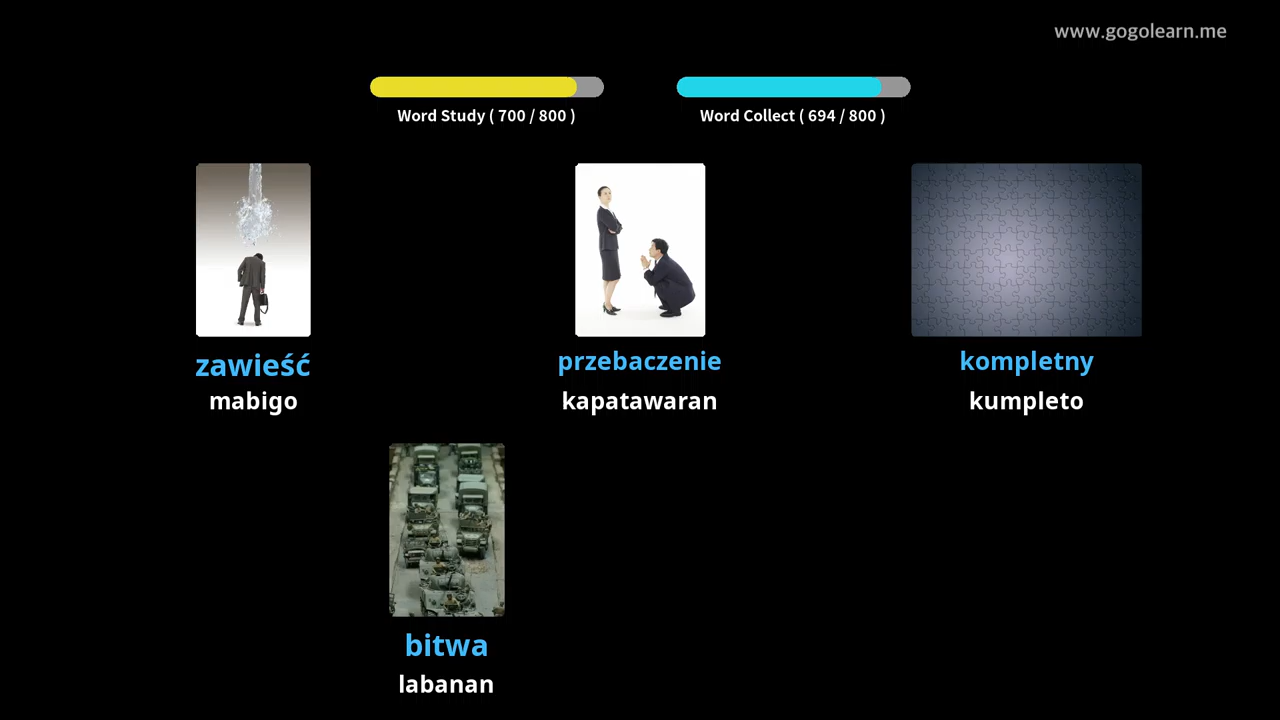 www.gogolearn.me
Word Study ( 700 / 800 )
Word Collect ( 694 / 800 )
zawieść
mabigo
przebaczenie
kapatawaran
kompletny
kumpleto
bitwa
labanan